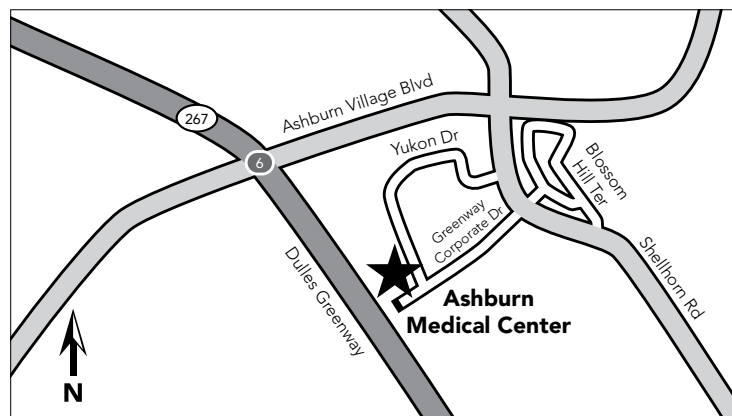 267
Ashburn Village Blvd
6
Yukon Dr
Blossom
Hill Ter
Greenway
Corporate Dr
Dulles Greenway
Shellhorn Rd
Ashburn
Medical Center
N